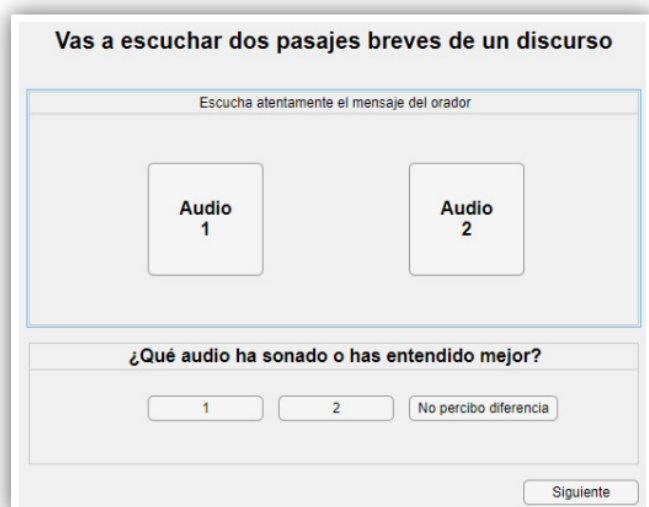 Vas a escuchar dos pasajes breves de un discurso
Escucha atentamente el mensaje del orador
Audio
1
Audio
2
¿Qué audio ha sonado o has entendido mejor?
1
2
No percibo diferencia
Siguiente